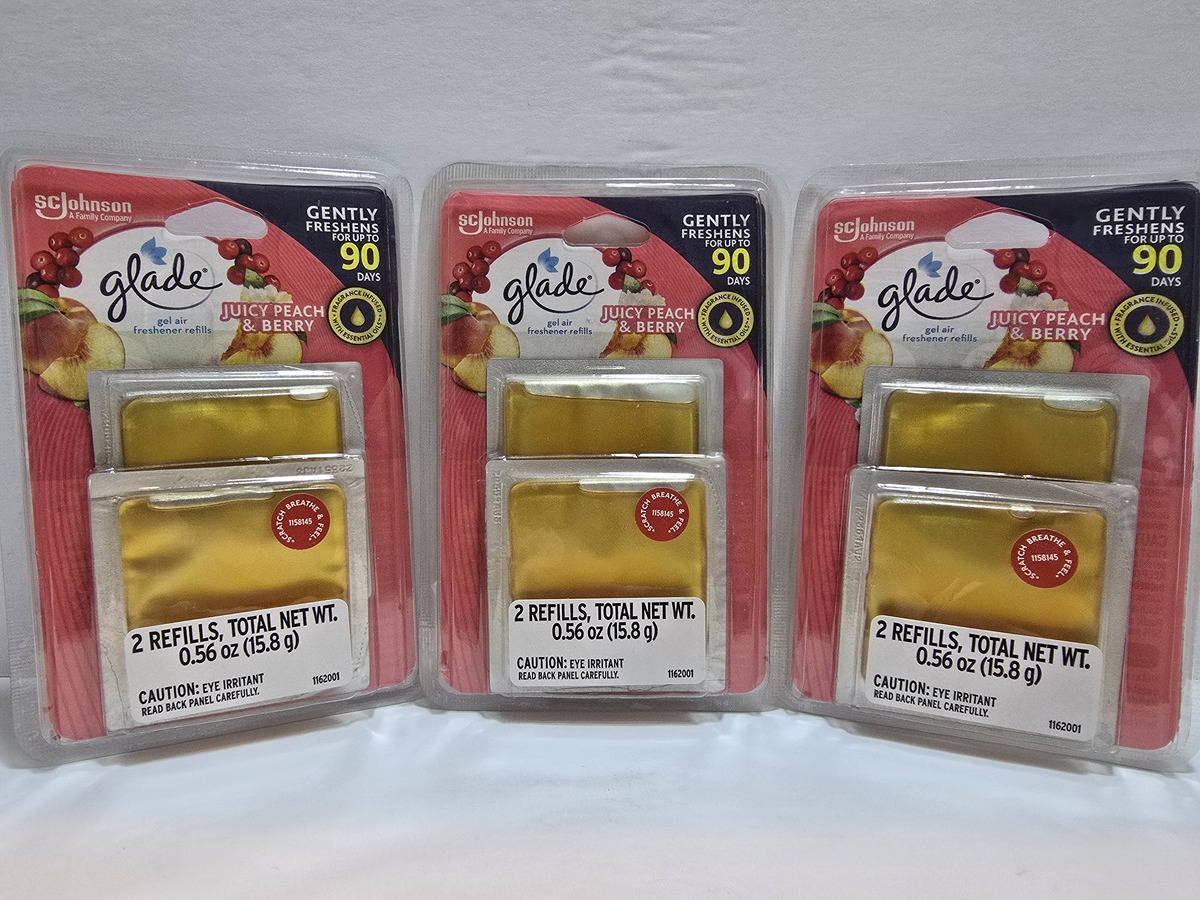 scJohnson
A Family Company
GENTLY
FRESHENS
FOR UP TO
90
DAYS
glade
gel air
freshener refills
JUICY PEACH
& BERRY
• FRAGRANCE INFUSED •
WITH ESSENTIAL OILS
SCRATCH BREATHE & FEEL
1158145
2 REFILLS, TOTAL NET WT.
0.56 oz (15.8 g)
CAUTION: EYE IRRITANT
READ BACK PANEL CAREFULLY.
1162001
scJohnson
A Family Company
GENTLY
FRESHENS
FOR UP TO
90
DAYS
glade
gel air
freshener refills
JUICY PEACH
& BERRY
• FRAGRANCE INFUSED •
WITH ESSENTIAL OILS
SCRATCH BREATHE & FEEL
1158145
2 REFILLS, TOTAL NET WT.
0.56 oz (15.8 g)
CAUTION: EYE IRRITANT
READ BACK PANEL CAREFULLY.
1162001
scJohnson
A Family Company
GENTLY
FRESHENS
FOR UP TO
90
DAYS
glade
gel air
freshener refills
JUICY PEACH
& BERRY
• FRAGRANCE INFUSED •
WITH ESSENTIAL OILS
SCRATCH BREATHE & FEEL
1158145
2 REFILLS, TOTAL NET WT.
0.56 oz (15.8 g)
CAUTION: EYE IRRITANT
READ BACK PANEL CAREFULLY.
1162001